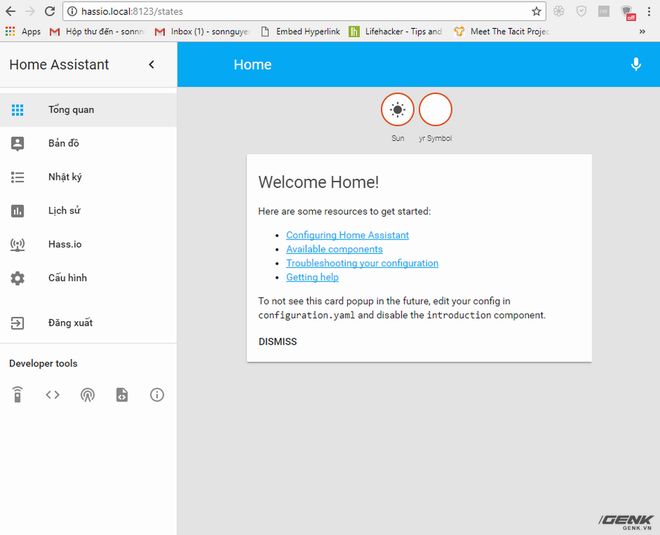 hassio.local:8123/states
Apps
Hộp thư đến - sonnn
Inbox (1) - sonnguy
Embed Hyperlink
Lifehacker - Tips and
Meet The Tacit Projec
»
off
Home Assistant
Home
Tổng quan
Bản đồ
Nhật ký
Lịch sử
Hass.io
Cấu hình
Đăng xuất
Developer tools
Sun
yr Symbol
Welcome Home!
Here are some resources to get started:
Configuring Home Assistant
Available components
Troubleshooting your configuration
Getting help
To not see this card popup in the future, edit your config in
configuration.yaml and disable the introduction component.
DISMISS
GENK
GENK.VN